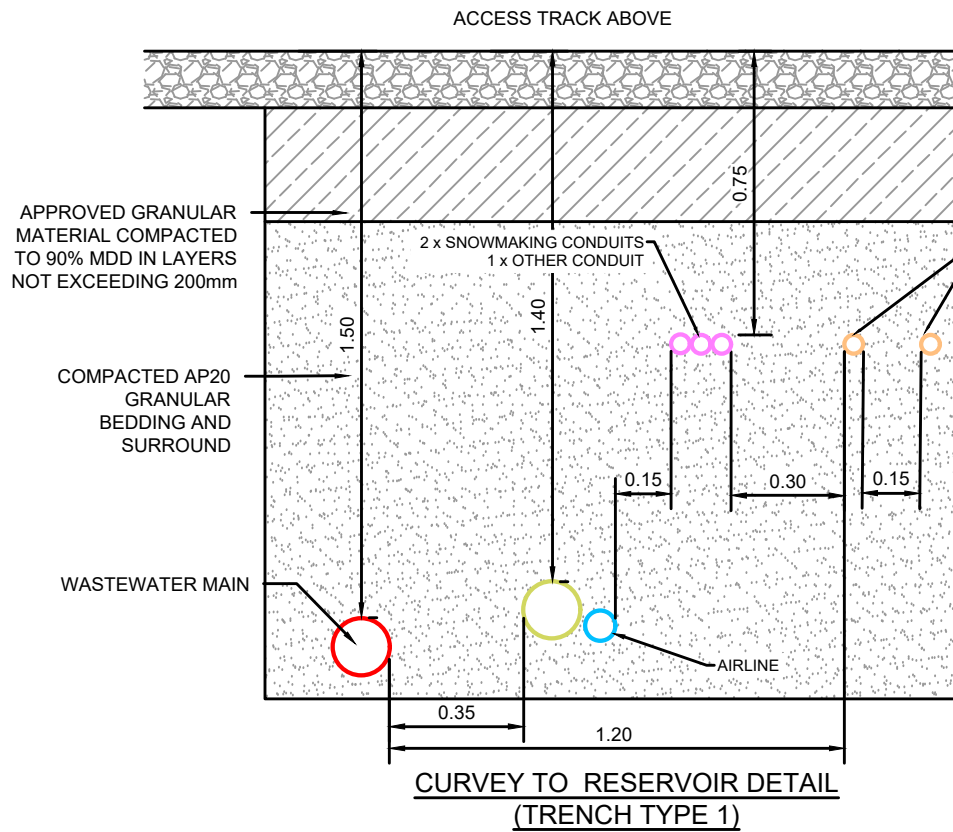 ACCESS TRACK ABOVE
0.75
APPROVED GRANULAR
MATERIAL COMPACTED
TO 90% MDD IN LAYERS
NOT EXCEEDING 200mm
2 x SNOWMAKING CONDUITS
1 x OTHER CONDUIT
1.50
1.40
COMPACTED AP20
GRANULAR
BEDDING AND
SURROUND
0.15
0.30
0.15
WASTEWATER MAIN
AIRLINE
0.35
1.20
CURVEY TO RESERVOIR DETAIL
(TRENCH TYPE 1)